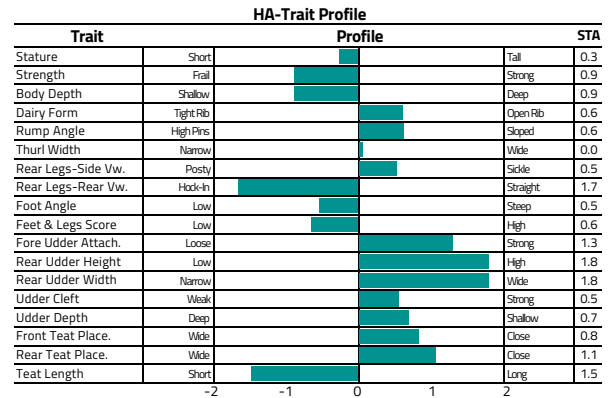 HA-Trait Profile
Trait Profile STA
Stature Short Tall 0.3
Strength Frail Strong 0.9
Body Depth Shallow Deep 0.9
Dairy Form Tight Rib Open Rib 0.6
Rump Angle High Pins Sloped 0.6
Thurl Width Narrow Wide 0.0
Rear Legs-Side Vw. Posty Sickle 0.5
Rear Legs-Rear Vw. Hock-In Straight 1.7
Foot Angle Low Steep 0.5
Feet & Legs Score Low High 0.6
Fore Udder Attach. Loose Strong 1.3
Rear Udder Height Low High 1.8
Rear Udder Width Narrow Wide 1.8
Udder Cleft Weak Strong 0.5
Udder Depth Deep Shallow 0.7
Front Teat Place. Wide Close 0.8
Rear Teat Place. Wide Close 1.1
Teat Length Short Long 1.5
-2 -1 0 1 2